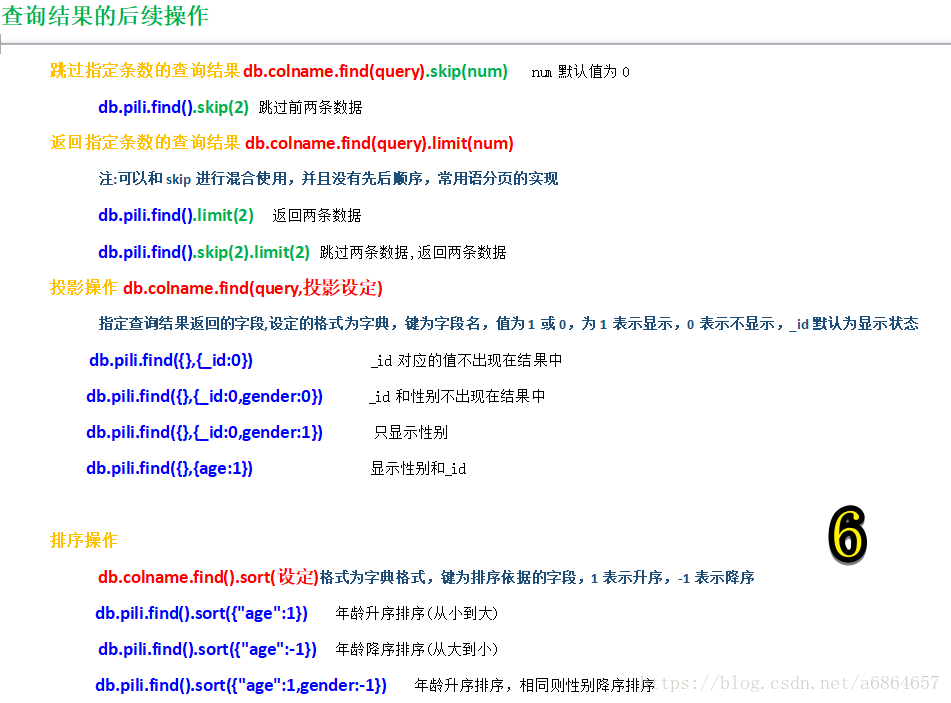 查询结果的后续操作
跳过指定条数的查询结果 db.colname.find(query).skip(num) num 默认值为 0
db.pili.find().skip(2) 跳过前两条数据
返回指定条数的查询结果 db.colname.find(query).limit(num)
注:可以和 skip 进行混合使用，并且没有先后顺序，常用语分页的实现
db.pili.find().limit(2) 返回两条数据
db.pili.find().skip(2).limit(2) 跳过两条数据,返回两条数据
投影操作 db.colname.find(query,投影设定)
指定查询结果返回的字段,设定的格式为字典，键为字段名，值为 1 或 0，为 1 表示显示，0 表示不显示，_id 默认为显示状态
db.pili.find({},{_id:0}) _id 对应的值不出现在结果中
db.pili.find({},{_id:0,gender:0}) _id 和性别不出现在结果中
db.pili.find({},{_id:0,gender:1}) 只显示性别
db.pili.find({},{age:1}) 显示性别和_id
6
排序操作
db.colname.find().sort(设定)格式为字典格式，键为排序依据的字段，1 表示升序，-1 表示降序
db.pili.find().sort({"age":1}) 年龄升序排序(从小到大)
db.pili.find().sort({"age":-1}) 年龄降序排序(从大到小)
db.pili.find().sort({"age":1,gender:-1}) 年龄升序排序，相同则性别降序排序
https://blog.csdn.net/a6864657